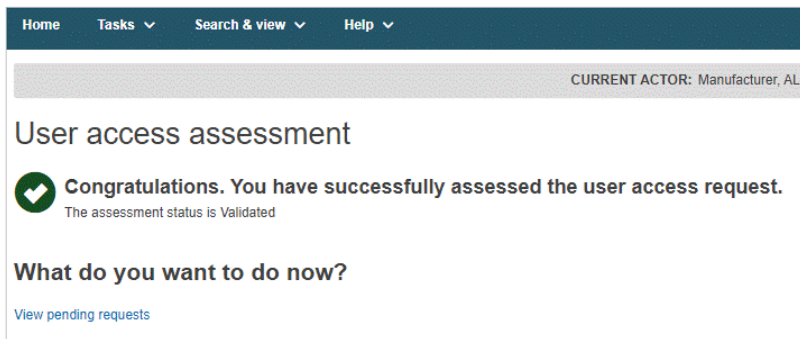 Home Tasks Search & view Help
CURRENT ACTOR: Manufacturer, AL
User access assessment
Congratulations. You have successfully assessed the user access request.
The assessment status is Validated
What do you want to do now?
View pending requests